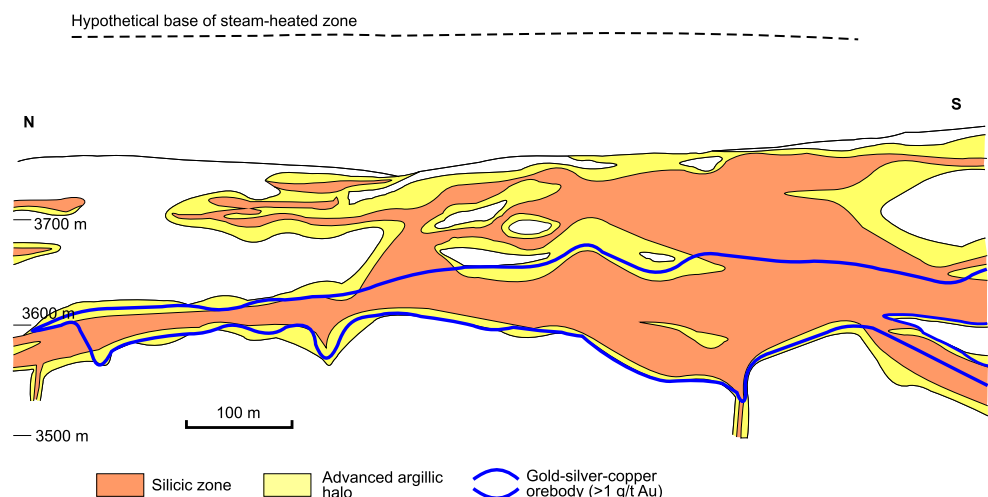 Hypothetical base of steam-heated zone
S
N
3700 m
3600 m
100 m
3500 m
Silicic zone
Advanced argillic
halo
Gold-silver-copper
orebody (>1 g/t Au)